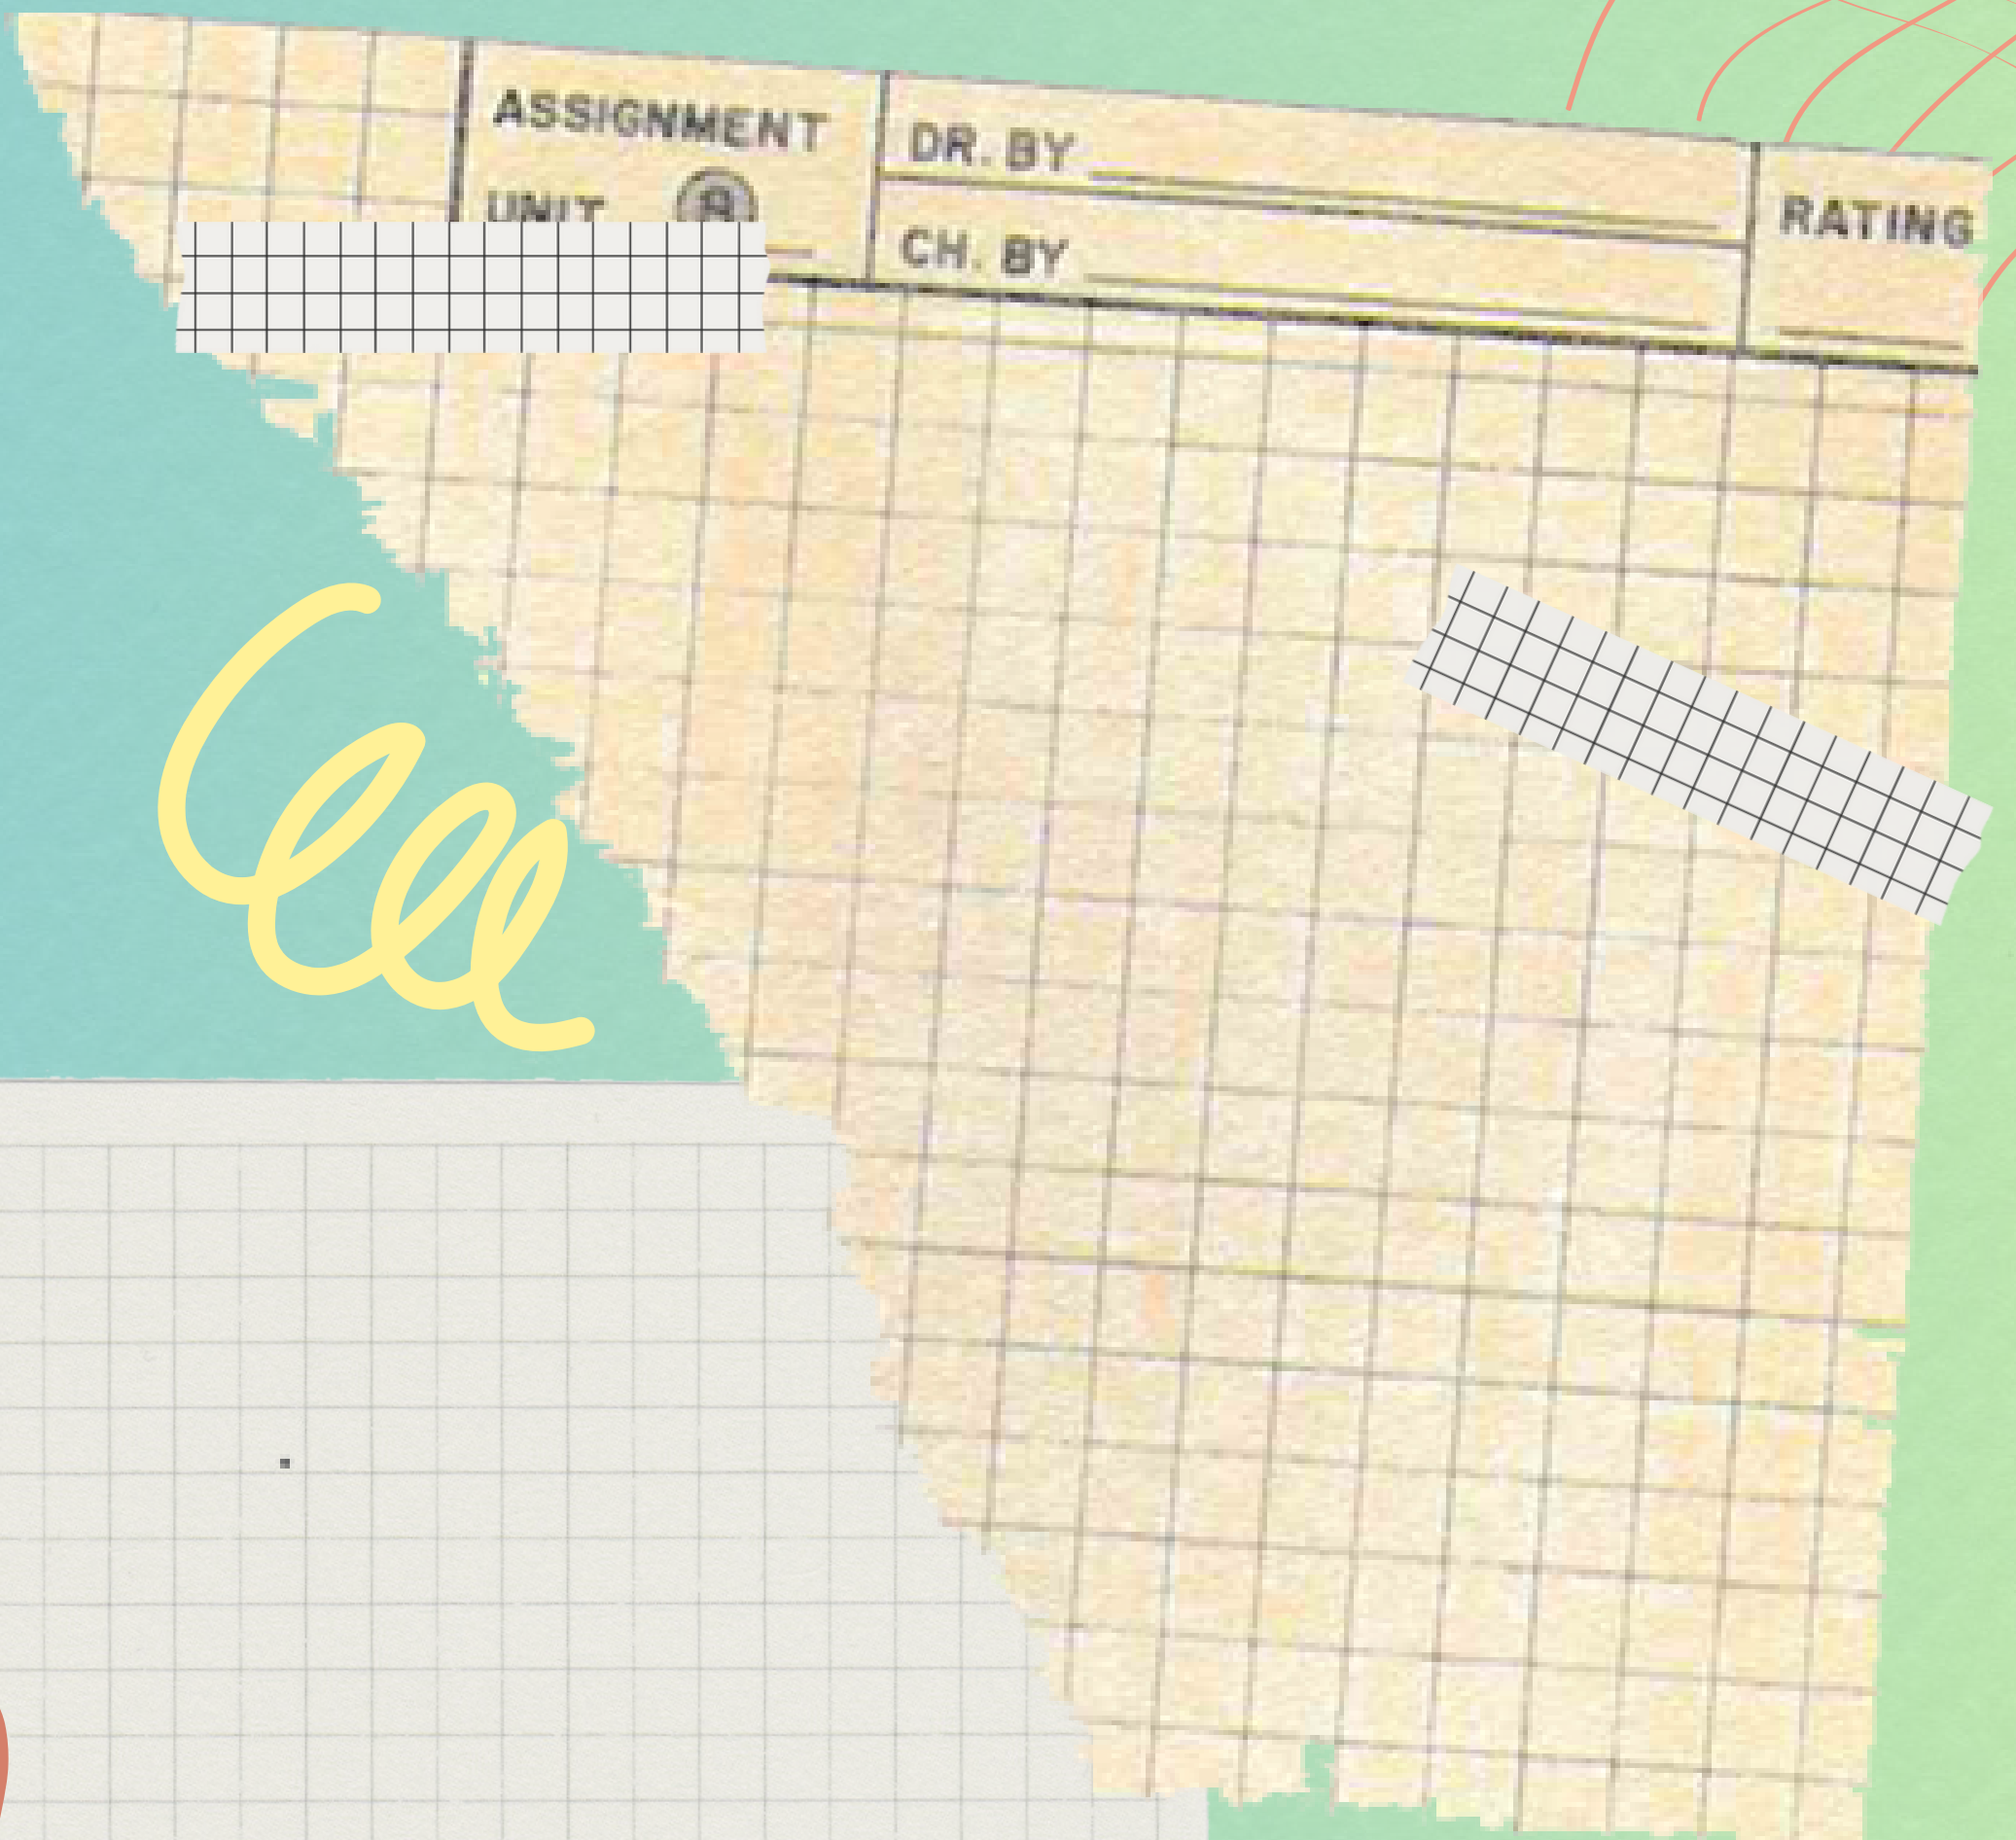 ASSIGNMENT
UNIT
DR. BY
CH. BY
RATING